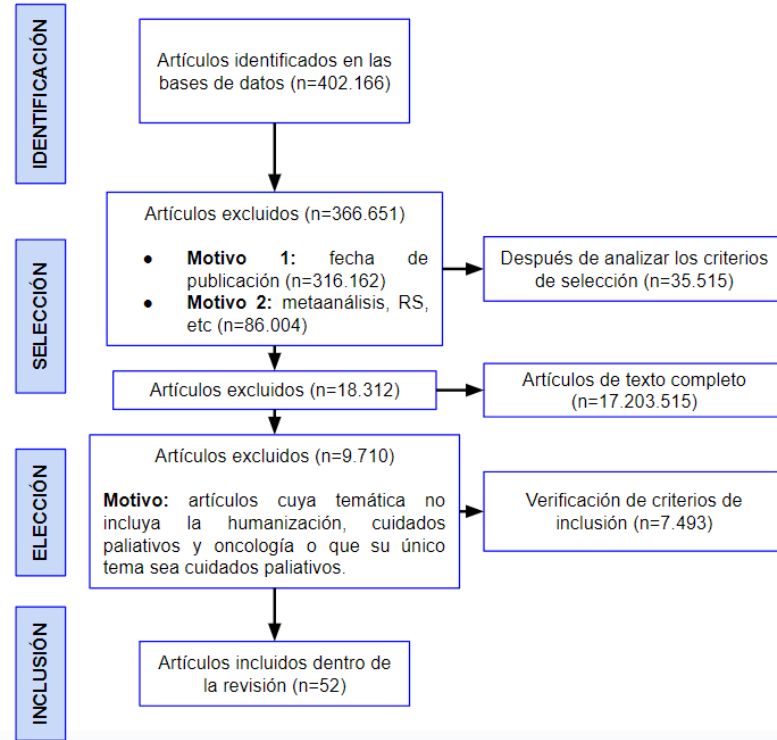 IDENTIFICACIÓN
Artículos identificados en las
bases de datos (n=402.166)
SELECCIÓN
Artículos excluidos (n=366.651)
● Motivo 1: fecha de
publicación (n=316.162)
● Motivo 2: metaanálisis, RS,
etc (n=86.004)
Después de analizar los criterios
de selección (n=35.515)
Artículos excluidos (n=18.312)
Artículos de texto completo
(n=17.203.515)
ELECCIÓN
Artículos excluidos (n=9.710)
Motivo: artículos cuya temática no
incluya la humanización, cuidados
paliativos y oncología o que su único
tema sea cuidados paliativos.
Verificación de criterios de
inclusión (n=7.493)
INCLUSIÓN
Artículos incluidos dentro de
la revisión (n=52)